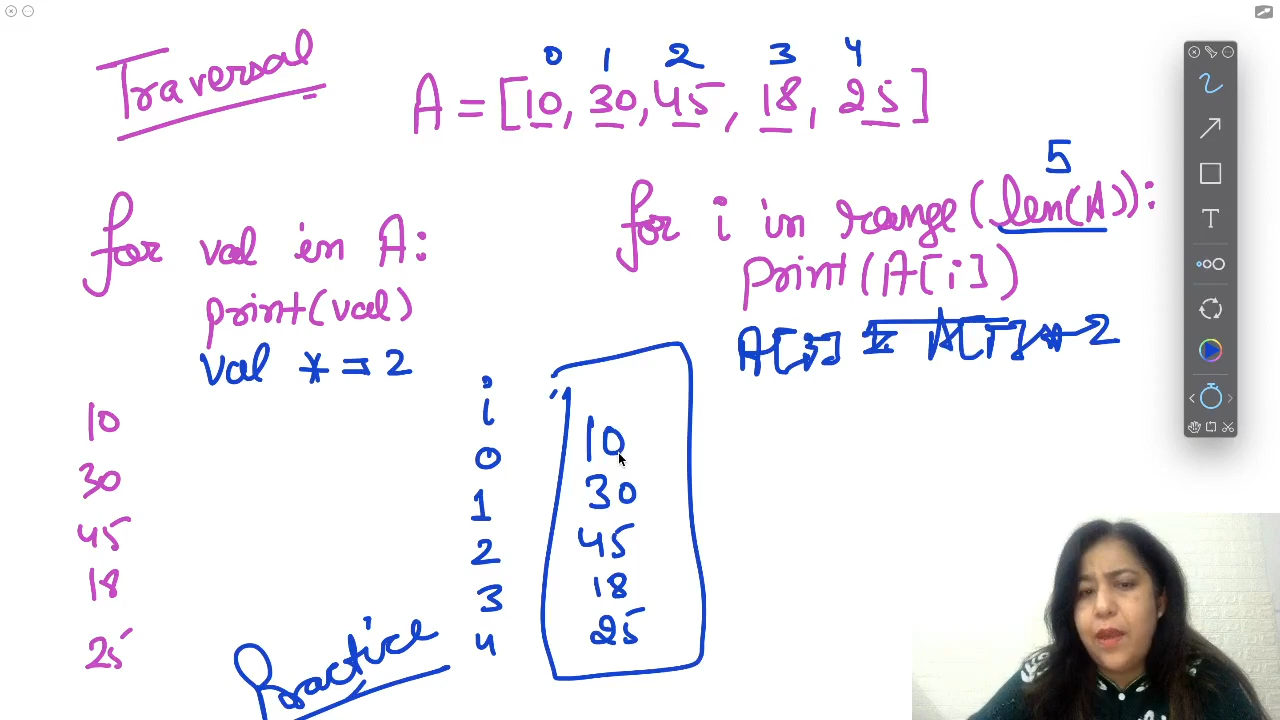 Traversal
0 1 2 3 4
A = [10, 30, 45, 18, 25]
for val in A:
print(val)
val *= 2
10
30
45
18
25
5
for i in range(len(A)):
print(A[i])
i
0 10
1 30
2 45
3 18
4 25
Practice
T